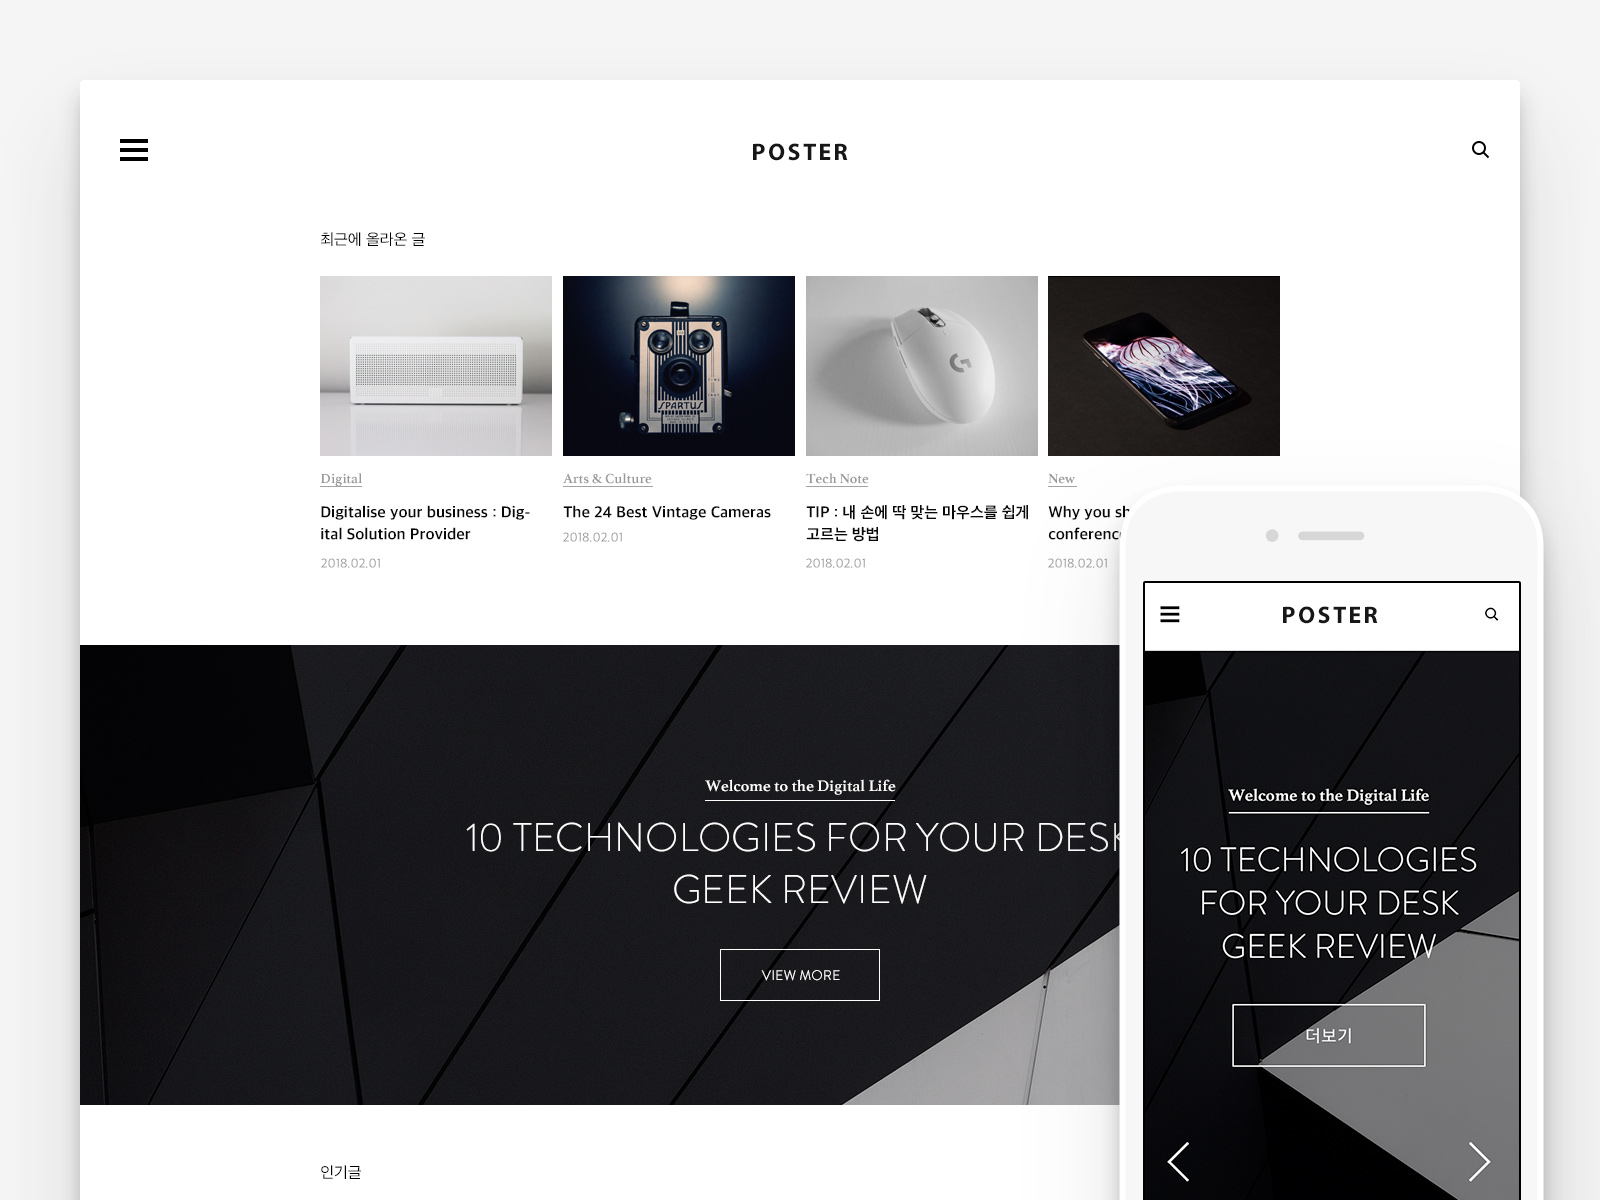 POSTER
최근에 올라온 글
Digital
Digitalise your business : Dig-
ital Solution Provider
2018.02.01
Arts & Culture
The 24 Best Vintage Cameras
2018.02.01
Tech Note
TIP : 내 손에 딱 맞는 마우스를 쉽게
고르는 방법
2018.02.01
New
Why you sh
conferenc
2018.02.01
SPARTUS
Welcome to the Digital Life
10 TECHNOLOGIES FOR YOUR DESK
GEEK REVIEW
VIEW MORE
인기글
POSTER
Welcome to the Digital Life
10 TECHNOLOGIES
FOR YOUR DESK
GEEK REVIEW
더보기